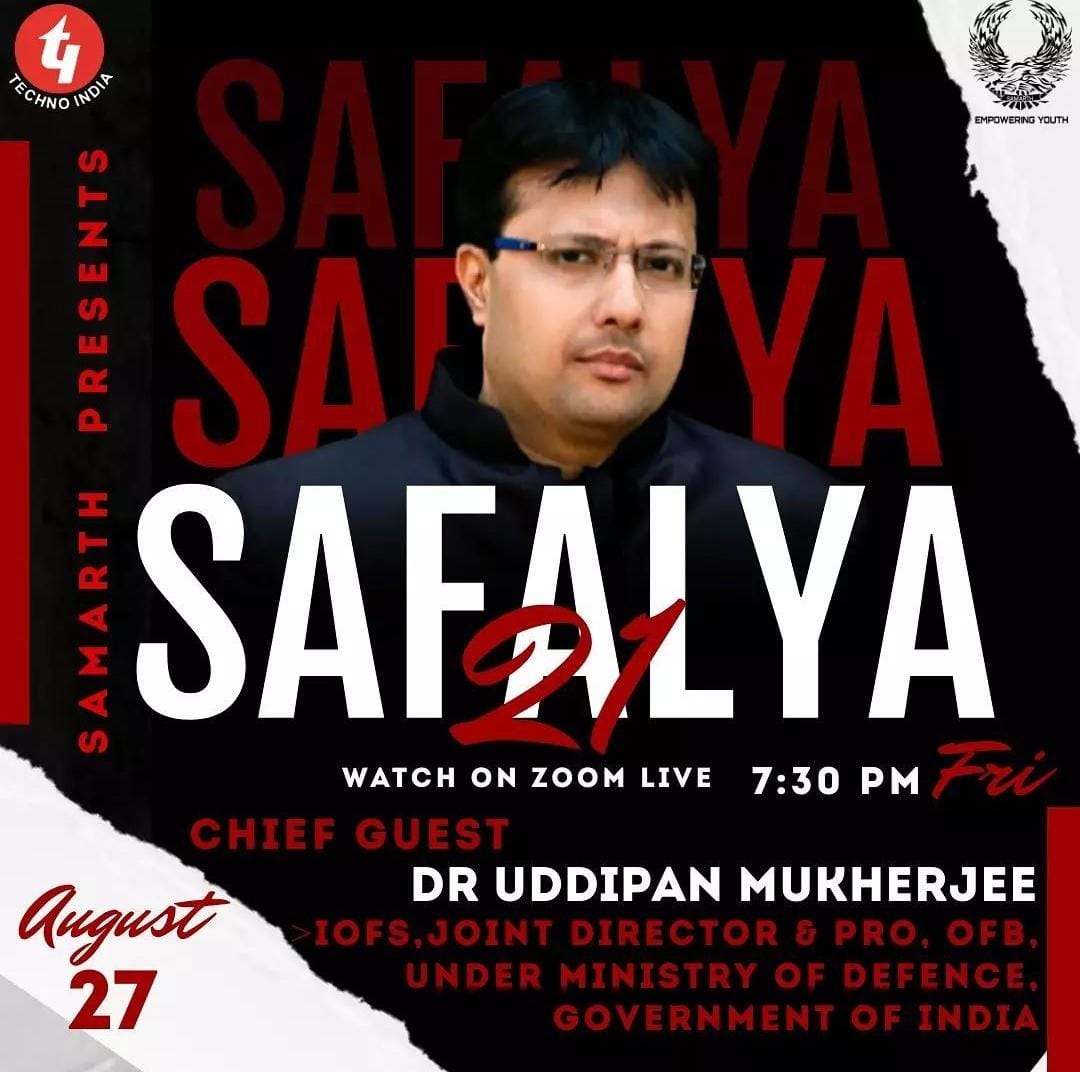 TECHNO INDIA
SAMARTH
EMPOWERING YOUTH
SAMARTH PRESENTS
SAFALYA
SAFALYA
SAFALYA
21
WATCH ON ZOOM LIVE 7:30 PM Fri
CHIEF GUEST
DR UDDIPAN MUKHERJEE
>IOFS,JOINT DIRECTOR & PRO, OFB,
UNDER MINISTRY OF DEFENCE,
GOVERNMENT OF INDIA
August
27